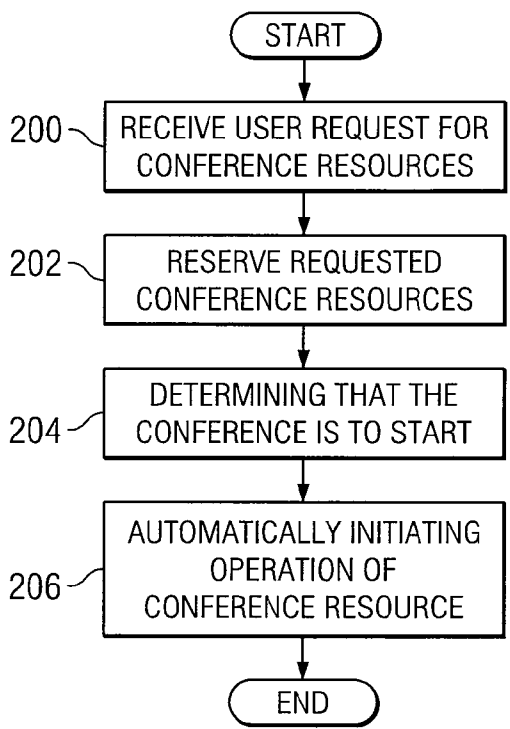 START
200
RECEIVE USER REQUEST FOR
CONFERENCE RESOURCES
202
RESERVE REQUESTED
CONFERENCE RESOURCES
204
DETERMINING THAT THE
CONFERENCE IS TO START
206
AUTOMATICALLY INITIATING
OPERATION OF
CONFERENCE RESOURCE
END